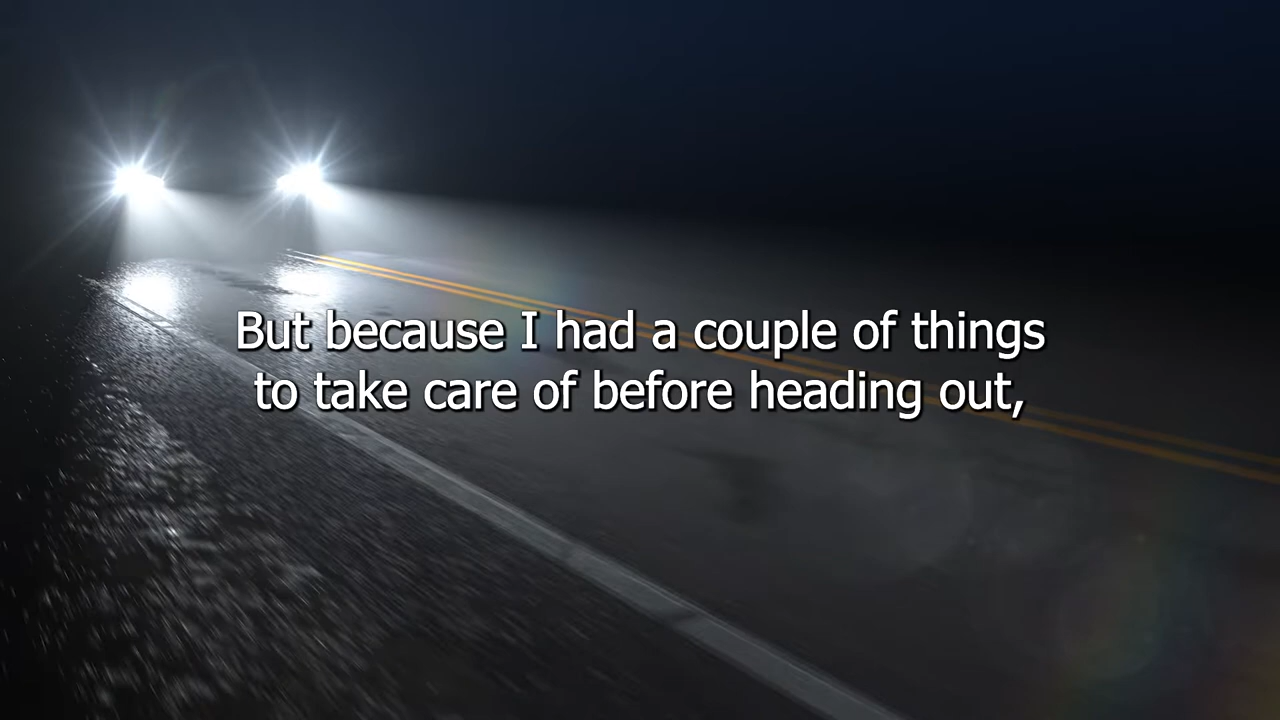 But because I had a couple of things
to take care of before heading out,